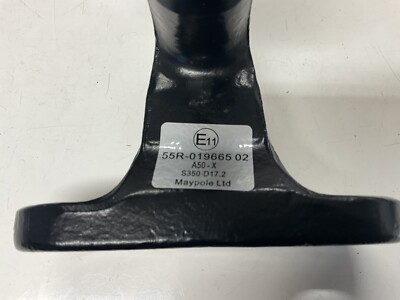 E11
55R-019665 02
A50-X
S350 D17.2
Maypole Ltd